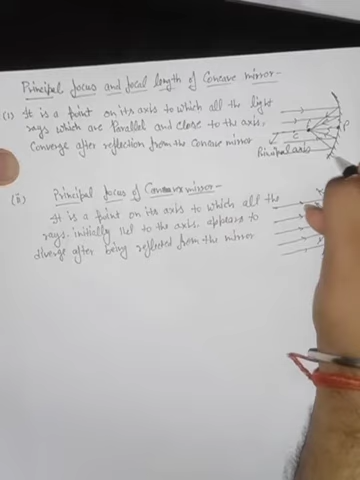 Principal focus and focal length of Concave mirror-
(i) It is a point on its axis to which all the light
rays which are Parallel and close to the axis,
Converge after reflection from the concave mirror
C
P
Principal axis
(ii) Principal focus of Convex mirror-
It is a point on its axis to which all the
rays. initially 11el to the axis. appears to
diverge after being reflected from the mirror